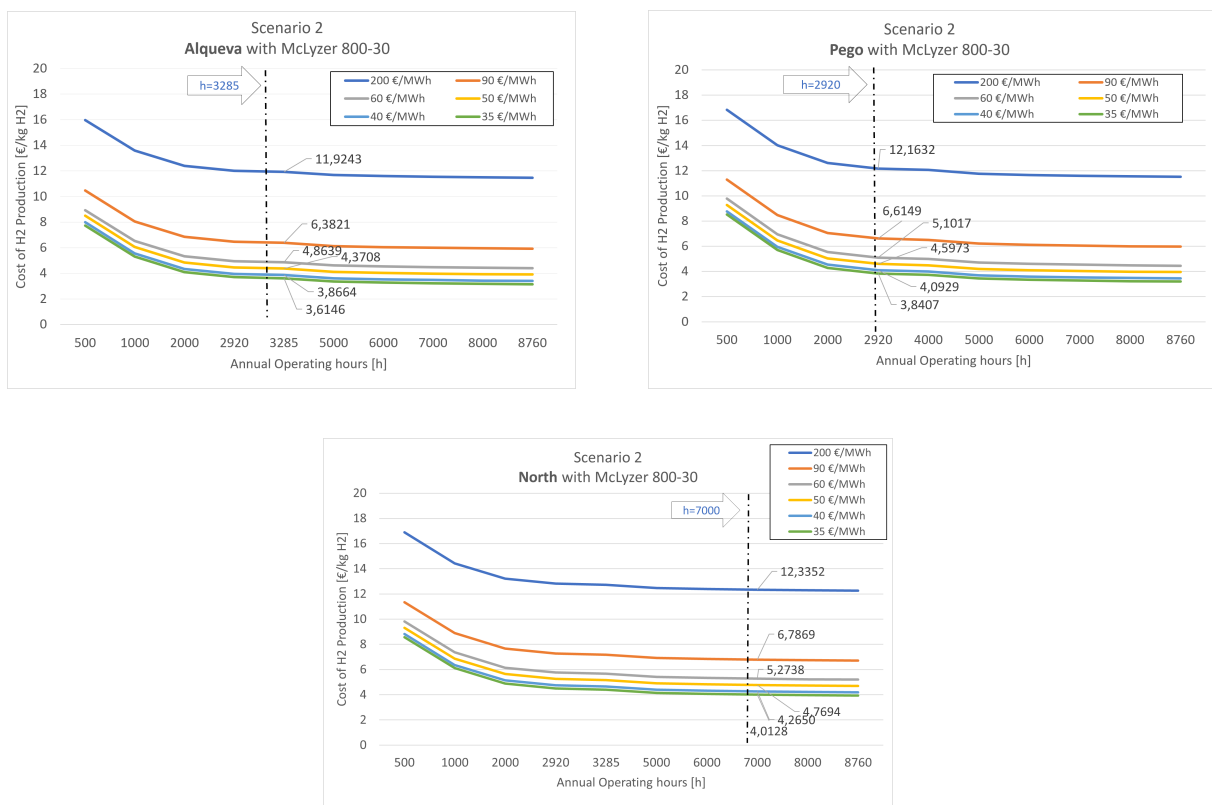 Scenario 2
Alqueva with McLyzer 800-30
h=3285
200 €/MWh
90 €/MWh
60 €/MWh
50 €/MWh
40 €/MWh
35 €/MWh
Cost of H2 Production [€/kg H2]
20
18
16
14
12
10
8
6
4
2
0
11,9243
6,3821
4,8639
4,3708
3,8664
3,6146
500 1000 2000 2920 3285 5000 6000 7000 8000 8760
Annual Operating hours [h]
Scenario 2
Pego with McLyzer 800-30
h=2920
200 €/MWh
90 €/MWh
60 €/MWh
50 €/MWh
40 €/MWh
35 €/MWh
Cost of H2 Production [€/kg H2]
20
18
16
14
12
10
8
6
4
2
0
12,1632
6,6149
5,1017
4,5973
4,0929
3,8407
500 1000 2000 2920 4000 5000 6000 7000 8000 8760
Annual Operating hours [h]
Scenario 2
North with McLyzer 800-30
h=7000
200 €/MWh
90 €/MWh
60 €/MWh
50 €/MWh
40 €/MWh
35 €/MWh
Cost of H2 Production [€/kg H2]
20
18
16
14
12
10
8
6
4
2
0
12,3352
6,7869
5,2738
4,7694
4,2650
4,0128
500 1000 2000 2920 3285 5000 6000 7000 8000 8760
Annual Operating hours [h]